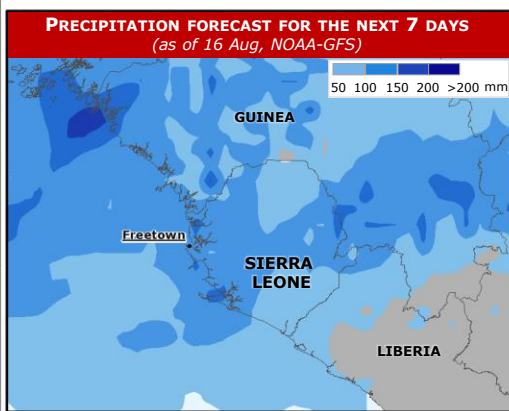 PRECIPITATION FORECAST FOR THE NEXT 7 DAYS
(as of 16 Aug, NOAA-GFS)
50 100 150 200 >200 mm
GUINEA
Freetown
SIERRA
LEONE
LIBERIA